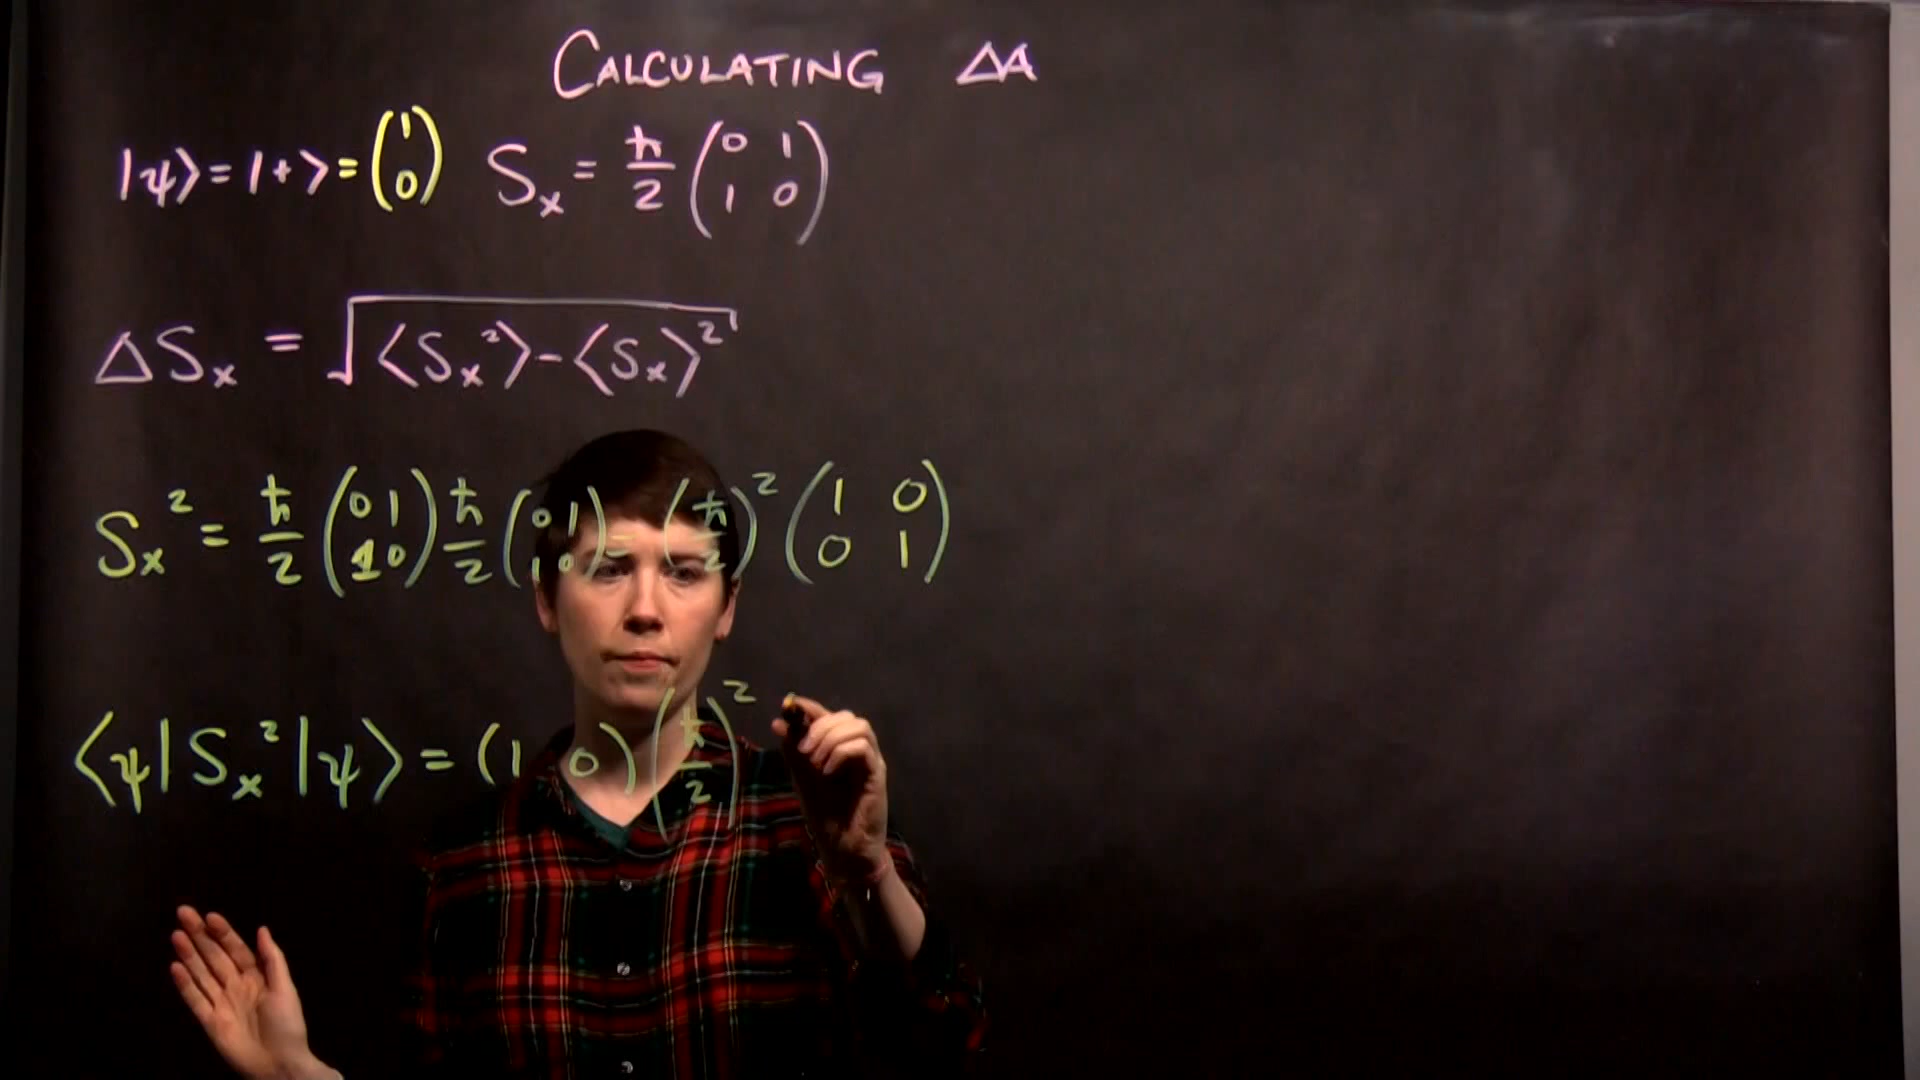 CALCULATING ΔA
|ψ⟩ = |+⟩ = (1 0) Sx = ħ/2 (0 1 1 0)
ΔSx = √⟨Sx²⟩-⟨Sx⟩²
Sx² = ħ/2 (0 1 1 0) ħ/2 (0 1 1 0) = (ħ/2)² (1 0 0 1)
⟨ψ|Sx²|ψ⟩ = (1 0)(ħ/2)²